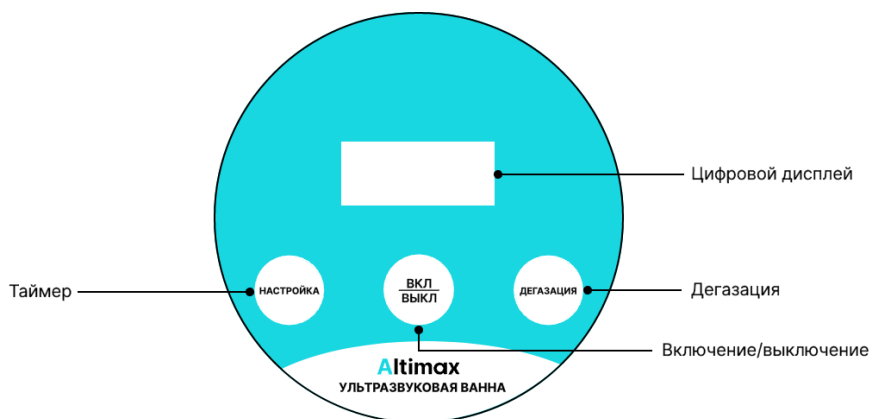 Цифровой дисплей
Таймер
НАСТРОЙКА
ВКЛ
ВЫКЛ
ДЕГАЗАЦИЯ
Дегазация
Включение/выключение
Altimax
УЛЬТРАЗВУКОВАЯ ВАННА